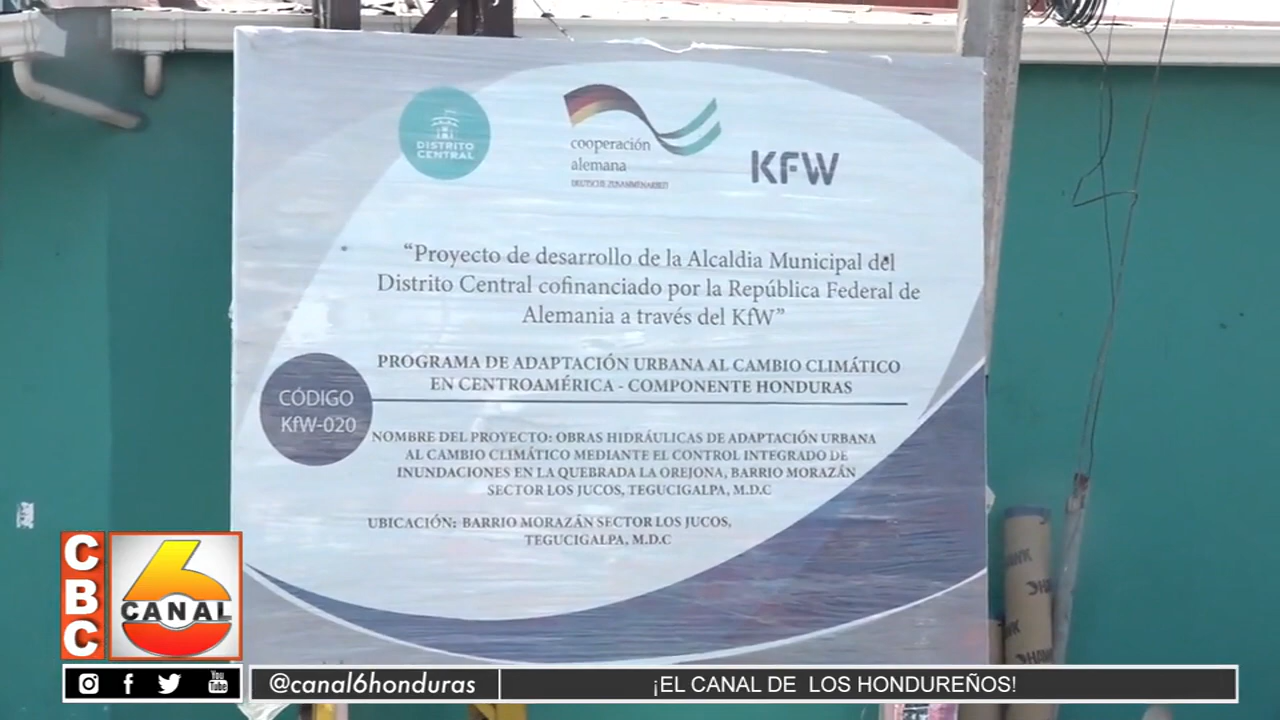 DISTRITO
CENTRAL
cooperación
alemana
DEUTSCHE ZUSAMMENARBEIT
KFW
“Proyecto de desarrollo de la Alcaldia Municipal del
Distrito Central cofinanciado por la República Federal de
Alemania a través del KfW”
PROGRAMA DE ADAPTACIÓN URBANA AL CAMBIO CLIMÁTICO
EN CENTROAMÉRICA - COMPONENTE HONDURAS
CÓDIGO
KfW-020
NOMBRE DEL PROYECTO: OBRAS HIDRÁULICAS DE ADAPTACIÓN URBANA
AL CAMBIO CLIMÁTICO MEDIANTE EL CONTROL INTEGRADO DE
INUNDACIONES EN LA QUEBRADA LA OREJONA, BARRIO MORAZÁN
SECTOR LOS JUCOS, TEGUCIGALPA, M.D.C
UBICACIÓN: BARRIO MORAZÁN SECTOR LOS JUCOS,
TEGUCIGALPA, M.D.C
CBC
6
CANAL
You
Tube
@canal6honduras
¡EL CANAL DE LOS HONDUREÑOS!